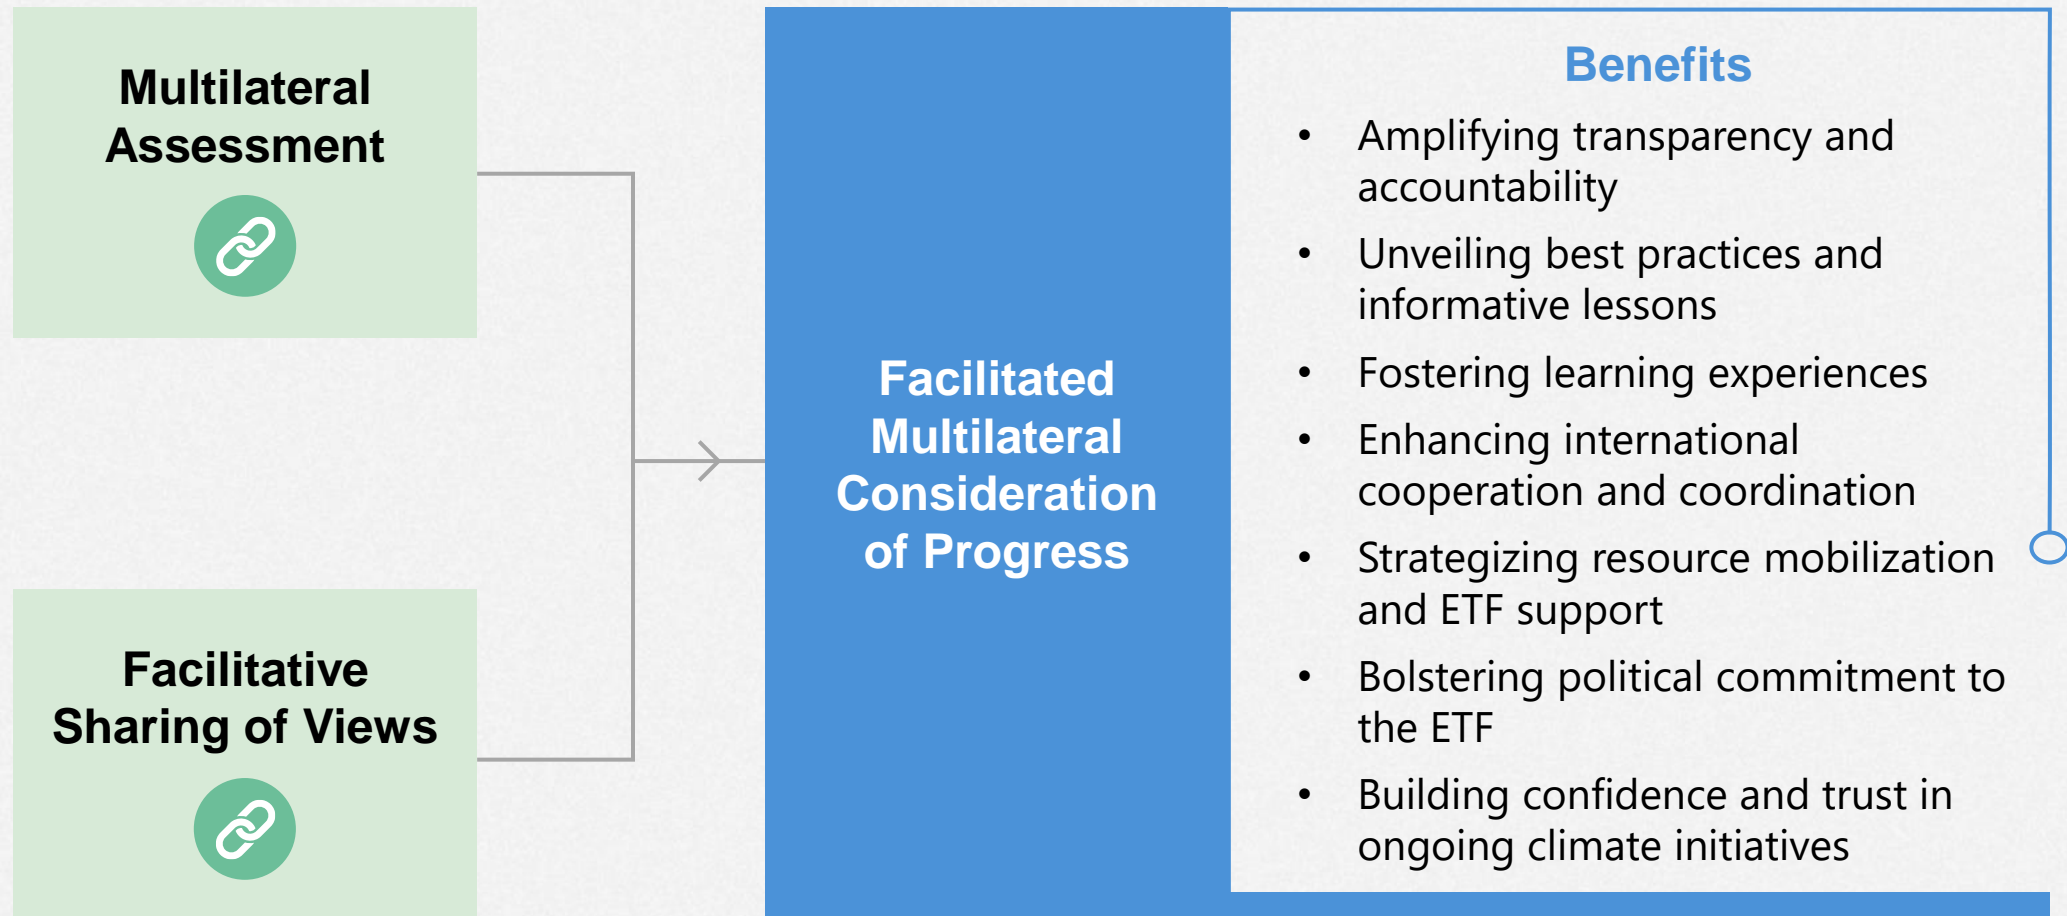 Multilateral
Assessment
Facilitative
Sharing of Views
Facilitated
Multilateral
Consideration
of Progress
Benefits
• Amplifying transparency and
accountability
• Unveiling best practices and
informative lessons
• Fostering learning experiences
• Enhancing international
cooperation and coordination
• Strategizing resource mobilization
and ETF support
• Bolstering political commitment to
the ETF
• Building confidence and trust in
ongoing climate initiatives